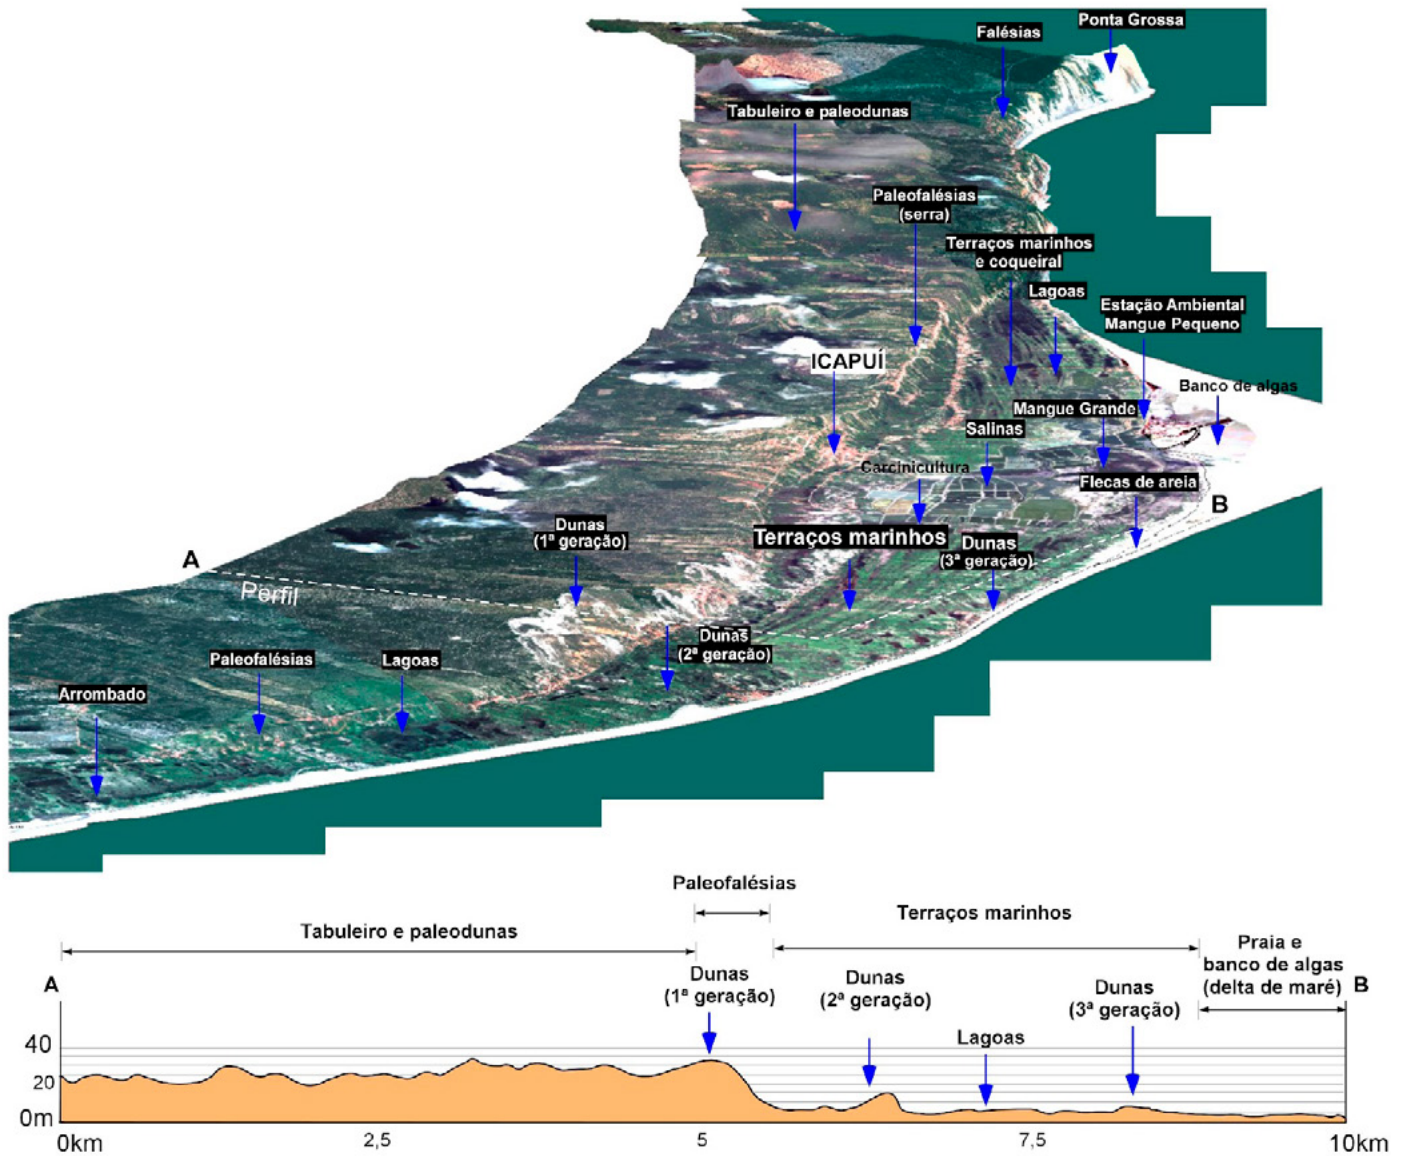 Ponta Grossa
Falésias
Tabuleiro e paleodunas
Paleofalésias
(serra)
Terraços marinhos
e coqueiral
Lagoas
Estação Ambiental
Mangue Pequeno
ICAPUÍ
Banco de algas
Mangue Grande
Salinas
Carcinicultura
Flecas de areia
B
Dunas
(1ª geração)
Terraços marinhos
Dunas
(3ª geração)
A
Perfil
Dunas
(2ª geração)
Paleofalésias
Lagoas
Arrombado
Paleofalésias
Terraços marinhos
Tabuleiro e paleodunas
Praia e
banco de algas
(delta de maré)
A
B
Dunas
(1ª geração)
Dunas
(2ª geração)
Dunas
(3ª geração)
Lagoas
40
20
0m
0km
2,5
5
7,5
10km